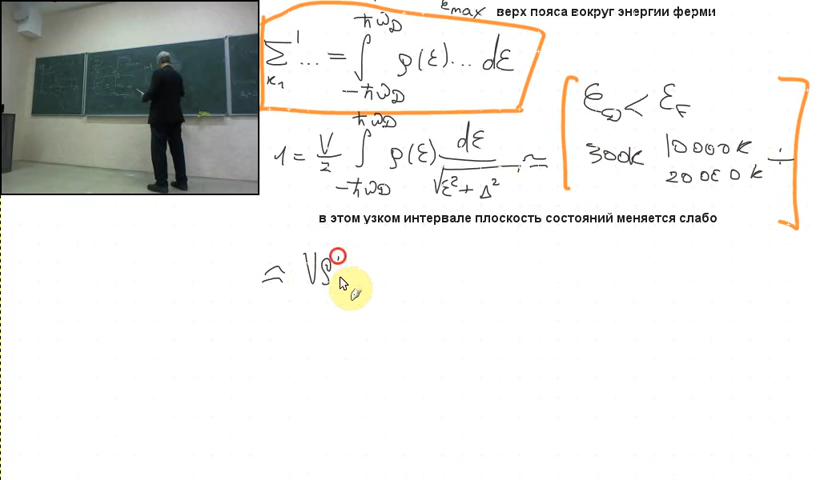 ε_max верх пояса вокруг энергии ферми
∑'_{κ₁} ... = ∫_{-ħω_D}^{ħω_D} ρ(ε)... dε
ε_D < ε_F
300K 10000K ÷
20000K
1 = V/2 ∫_{-ħω_D}^{ħω_D} ρ(ε) dε/√(ε² + Δ²) ≈
в этом узком интервале плоскость состояний меняется слабо
≈ Vρ